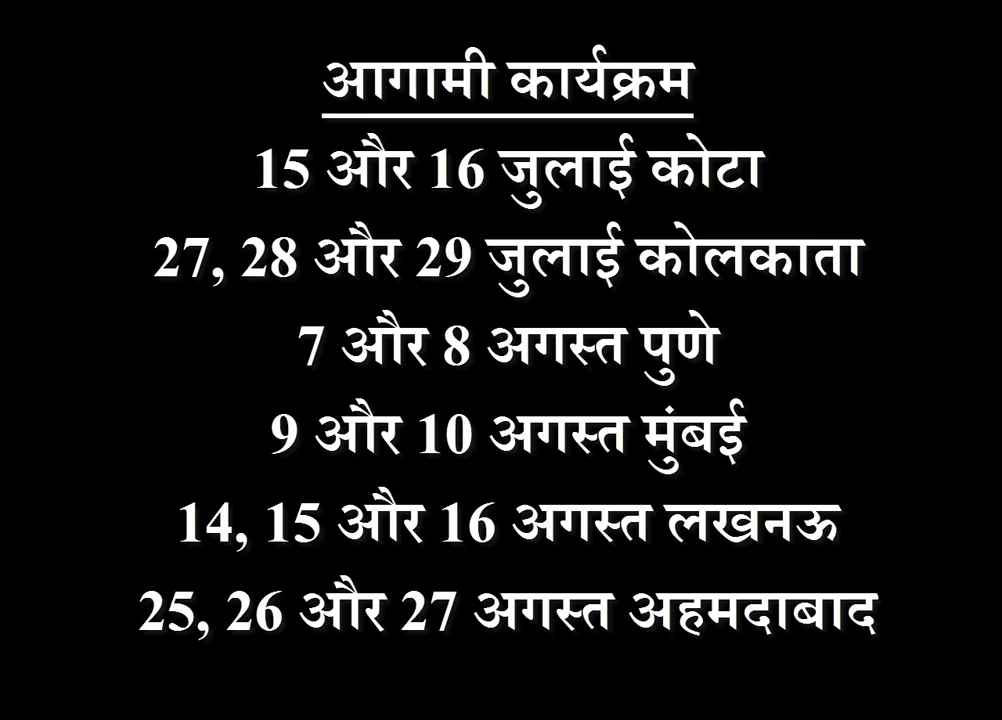 आगामी कार्यक्रम
15 और 16 जुलाई कोटा
27, 28 और 29 जुलाई कोलकाता
7 और 8 अगस्त पुणे
9 और 10 अगस्त मुंबई
14, 15 और 16 अगस्त लखनऊ
25, 26 और 27 अगस्त अहमदाबाद